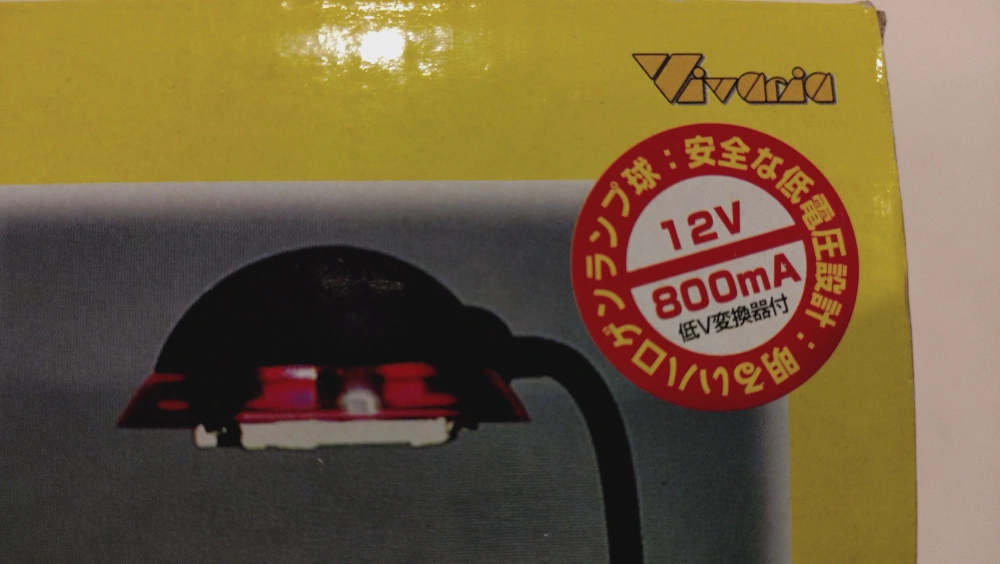 Vivaria
安全な低電圧設計：明るいハロゲンランプ球：
12V
800mA
低V変換器付